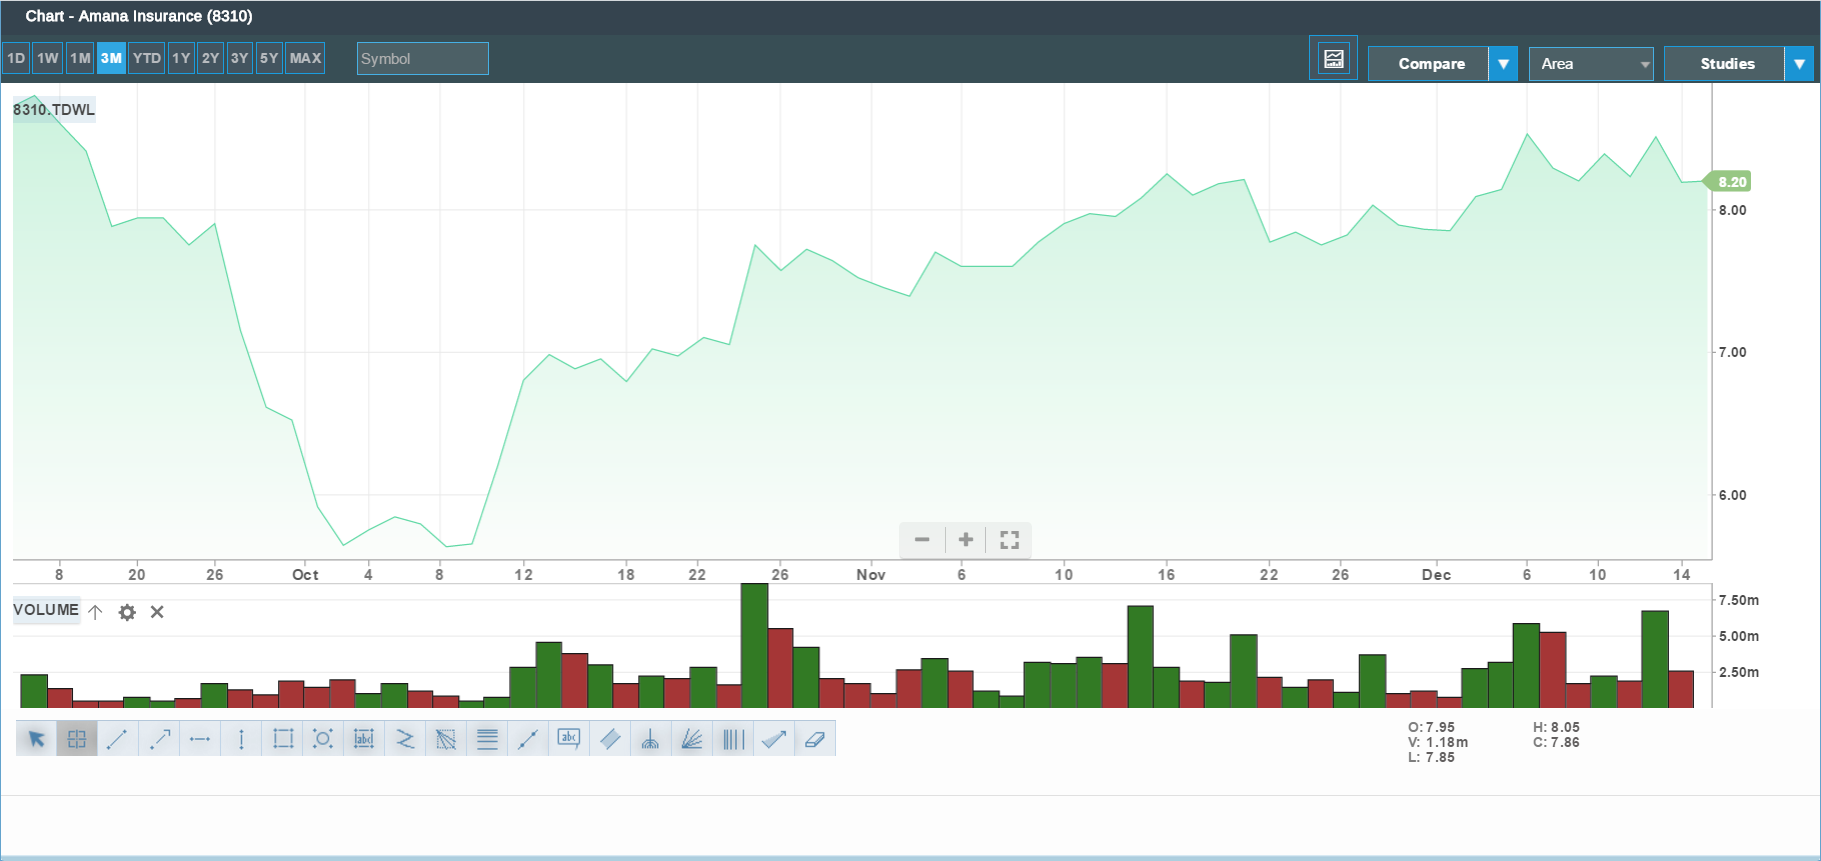 Chart - Amana Insurance (8310)
1D 1W 1M 3M YTD 1Y 2Y 3Y 5Y MAX Symbol Compare Area Studies
8310.TDWL
8.20
8.00
7.00
6.00
8 20 26 Oct 4 8 12 18 22 26 Nov 6 10 16 22 26 Dec 6 10 14
VOLUME
7.50m
5.00m
2.50m
abc abc
O: 7.95 H: 8.05
V: 1.18m C: 7.86
L: 7.85